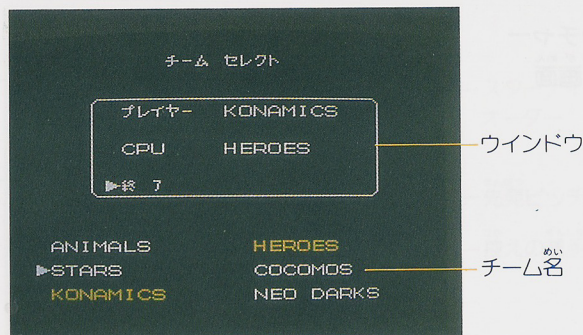 チーム セレクト
プレイヤー KONAMICS
CPU HEROES
▶終 了
ANIMALS HEROES
▶STARS COCOMOS
KONAMICS NEO DARKS
ウインドウ
チーム名
めい